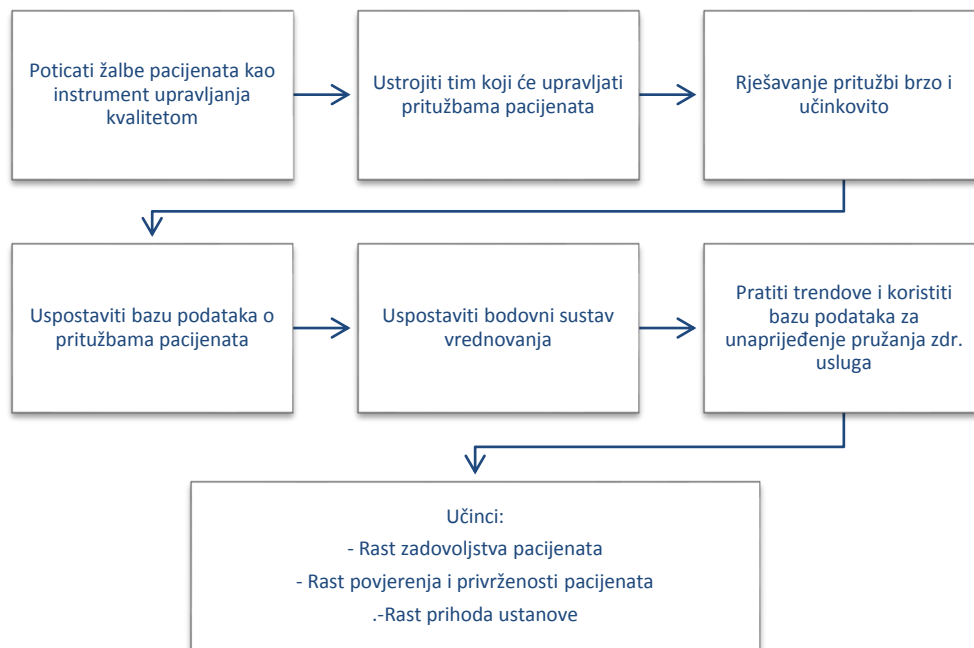 Poticati žalbe pacijenata kao
instrument upravljanja
kvalitetom
Ustrojiti tim koji će upravljati
pritužbama pacijenata
Rješavanje pritužbi brzo i
učinkovito
Uspostaviti bazu podataka o
pritužbama pacijenata
Uspostaviti bodovni sustav
vrednovanja
Pratiti trendove i koristiti
bazu podataka za
unaprijeđenje pružanja zdr.
usluga
Učinci:
- Rast zadovoljstva pacijenata
- Rast povjerenja i privrženosti pacijenata
.-Rast prihoda ustanove